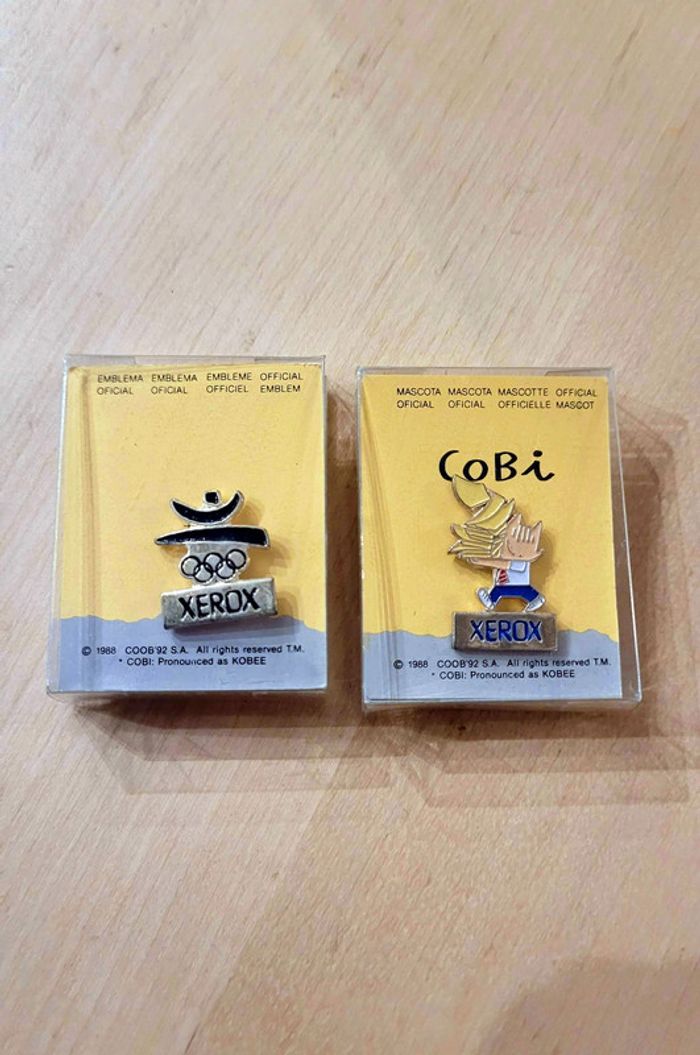 EMBLEMA EMBLEMA EMBLEME OFFICIAL
OFICIAL OFICIAL OFFICIEL EMBLEM
XEROX
© 1988 COOB'92 S.A. All rights reserved T.M.
* COBI: Pronounced as KOBEE
MASCOTA MASCOTA MASCOTTE OFFICIAL
OFICIAL OFICIAL OFFICIELLE MASCOT
COBi
XEROX
© 1988 COOB'92 S.A. All rights reserved T.M.
* COBI: Pronounced as KOBEE